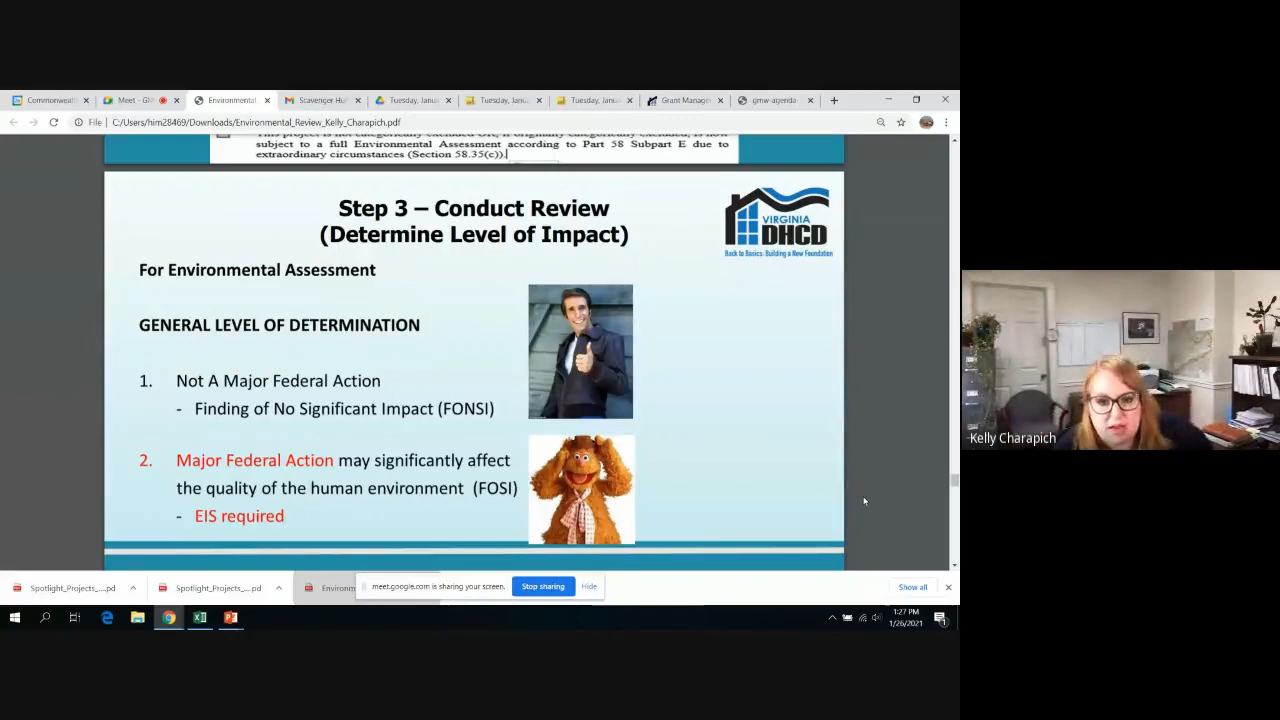 Commonwealt
Meet – GM
Environmental
Scavenger Hu
Tuesday, Janu
Tuesday, Janu
Tuesday, Janu
Grant Manage
gmw-agenda
File
C:/Users/him28469/Downloads/Environmental_Review_Kelly_Charapich.pdf
This project is not categorically excluded OR, if originally categorically excluded, is now
subject to a full Environmental Assessment according to Part 58 Subpart E due to
extraordinary circumstances (Section 58.35(c)).
Step 3 – Conduct Review
(Determine Level of Impact)
VIRGINIA
DHCD
Back to Basics: Building a New Foundation
For Environmental Assessment
GENERAL LEVEL OF DETERMINATION
1. Not A Major Federal Action
- Finding of No Significant Impact (FONSI)
2. Major Federal Action may significantly affect
the quality of the human environment (FOSI)
- EIS required
Kelly Charapich
Spotlight_Projects_....pd
Spotlight_Projects_....pd
Environm
meet.google.com is sharing your screen.
Stop sharing
Hide
Show all
1:27 PM
1/26/2021